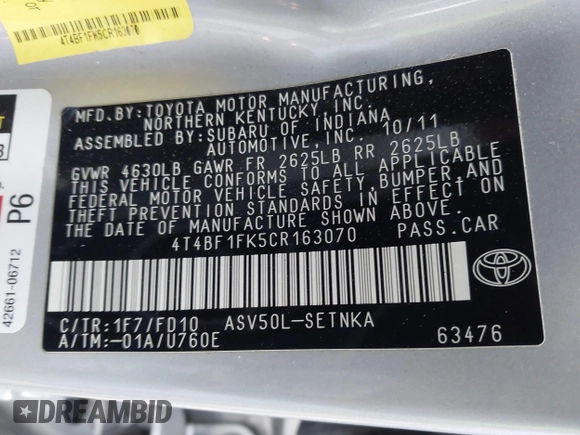 4T4BF1FK5CR163070
MFD.BY:TOYOTA MOTOR MANUFACTURING,
NORTHERN KENTUCKY,INC.
ASSEMBLED BY:SUBARU OF INDIANA
AUTOMOTIVE,INC. 10/11
GVWR 4630LB GAWR FR 2625LB RR 2625LB
THIS VEHICLE CONFORMS TO ALL APPLICABLE
FEDERAL MOTOR VEHICLE SAFETY,BUMPER,AND
THEFT PREVENTION STANDARDS IN EFFECT ON
THE DATE OF MANUFACTURE SHOWN ABOVE.
4T4BF1FK5CR163070 PASS.CAR
C/TR:1F7/FD10 ASV50L-SETNKA
A/TM:-01A/U760E 63476
TOYOTA
P6
42661-06712
DREAMBID